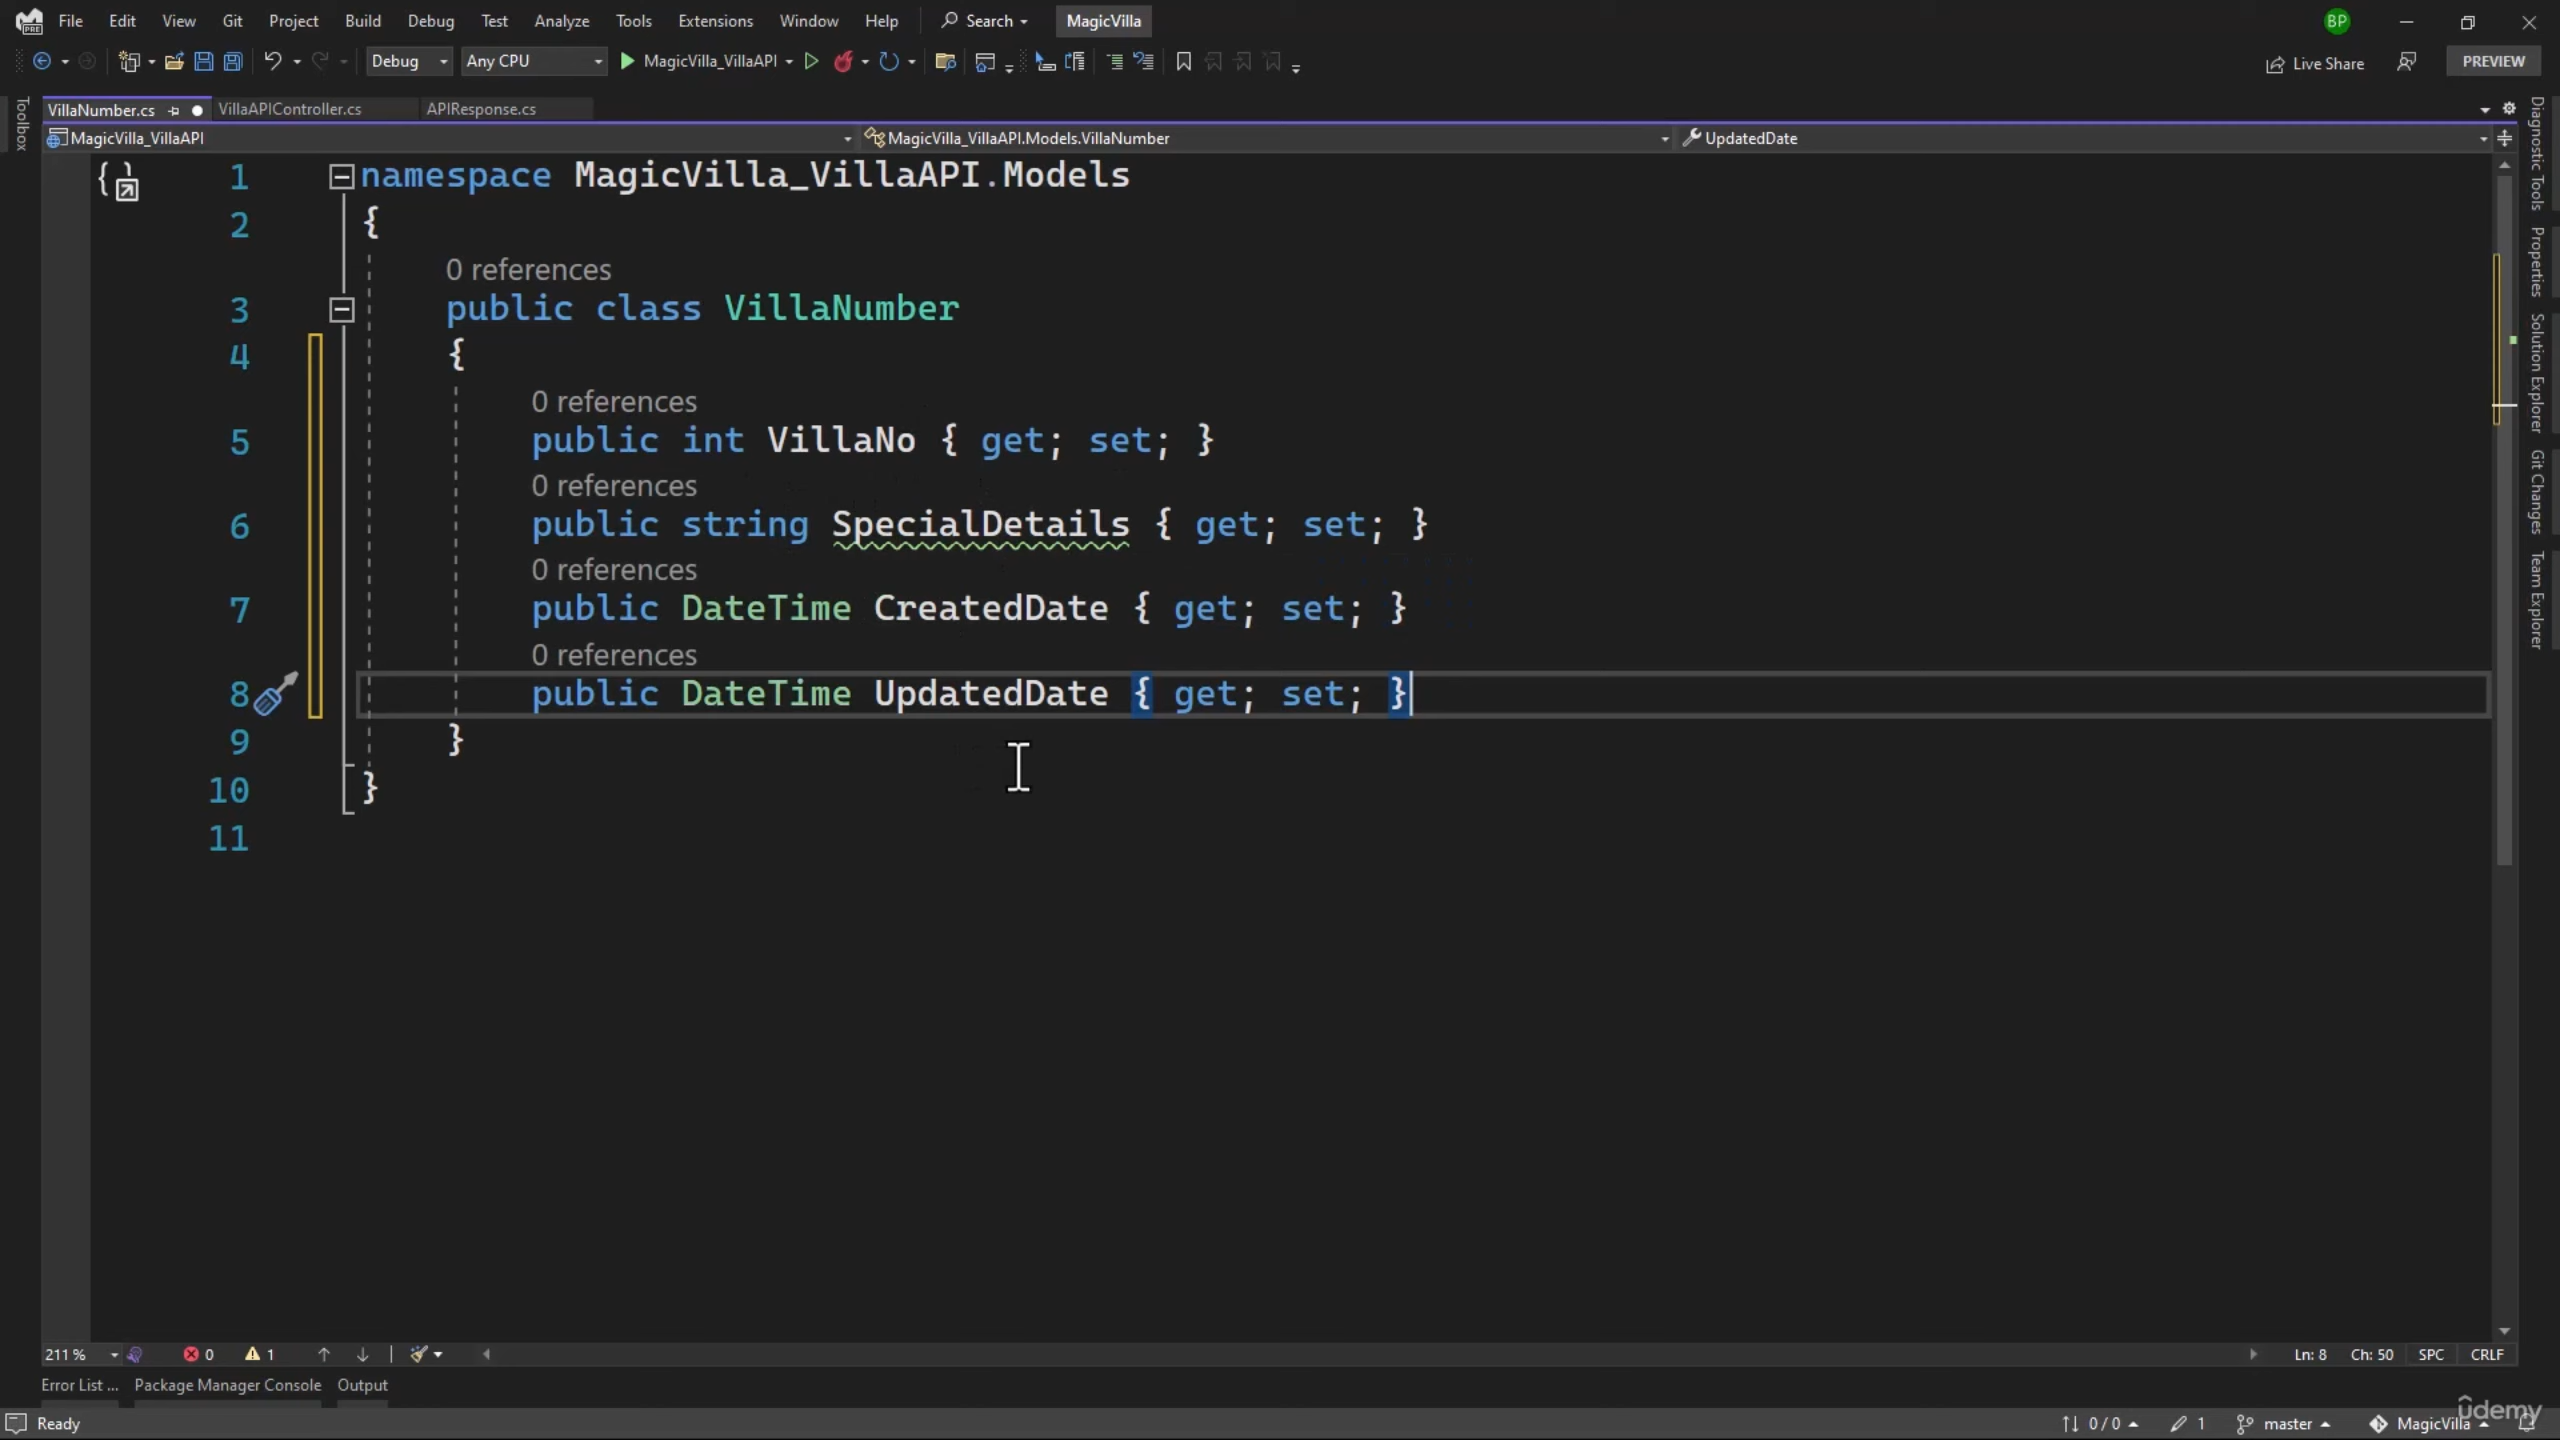 File Edit View Git Project Build Debug Test Analyze Tools Extensions Window Help Search MagicVilla BP
Debug Any CPU MagicVilla_VillaAPI Live Share PREVIEW
VillaNumber.cs VillaAPIController.cs APIResponse.cs
MagicVilla_VillaAPI MagicVilla_VillaAPI.Models.VillaNumber UpdatedDate
Toolbox
1 namespace MagicVilla_VillaAPI.Models
2 {
0 references
3 public class VillaNumber
4 {
0 references
5 public int VillaNo { get; set; }
0 references
6 public string SpecialDetails { get; set; }
0 references
7 public DateTime CreatedDate { get; set; }
0 references
8 public DateTime UpdatedDate { get; set; }
9 }
10 }
11
Diagnostic Tools
Properties
Solution Explorer
Git Changes
Team Explorer
211 % 0 1 Ln: 8 Ch: 50 SPC CRLF
Error List ... Package Manager Console Output
Ready 0 / 0 1 master MagicVilla
udemy